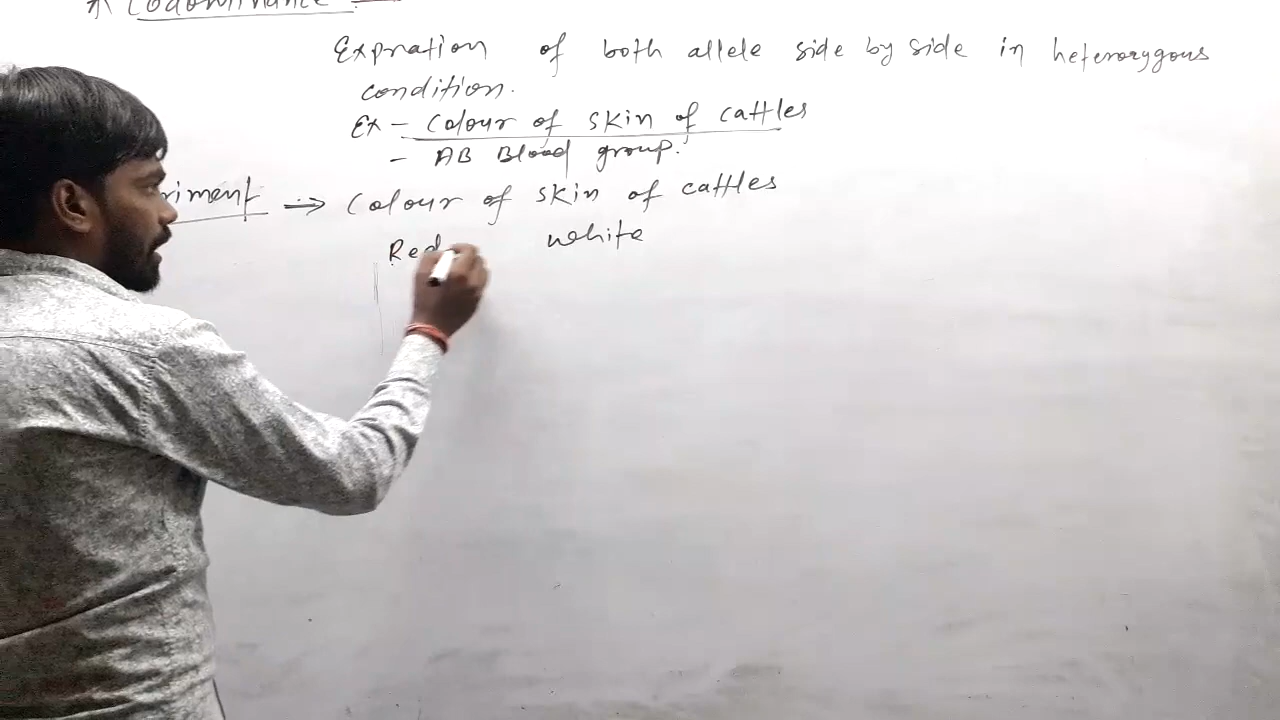 * Codominance
Expration of both allele side by side in heterozygous
condition.
Ex - Colour of skin of cattles
- AB Blood group.
riment => Colour of skin of cattles
Red white